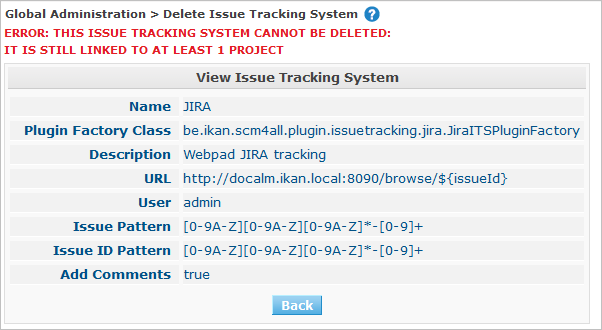 Global Administration > Delete Issue Tracking System ?
ERROR: THIS ISSUE TRACKING SYSTEM CANNOT BE DELETED:
IT IS STILL LINKED TO AT LEAST 1 PROJECT
View Issue Tracking System
Name JIRA
Plugin Factory Class be.ikan.scm4all.plugin.issuetracking.jira.JiraITSPluginFactory
Description Webpad JIRA tracking
URL http://docalm.ikan.local:8090/browse/${issueId}
User admin
Issue Pattern [0-9A-Z][0-9A-Z][0-9A-Z]*-[0-9]+
Issue ID Pattern [0-9A-Z][0-9A-Z][0-9A-Z]*-[0-9]+
Add Comments true
Back